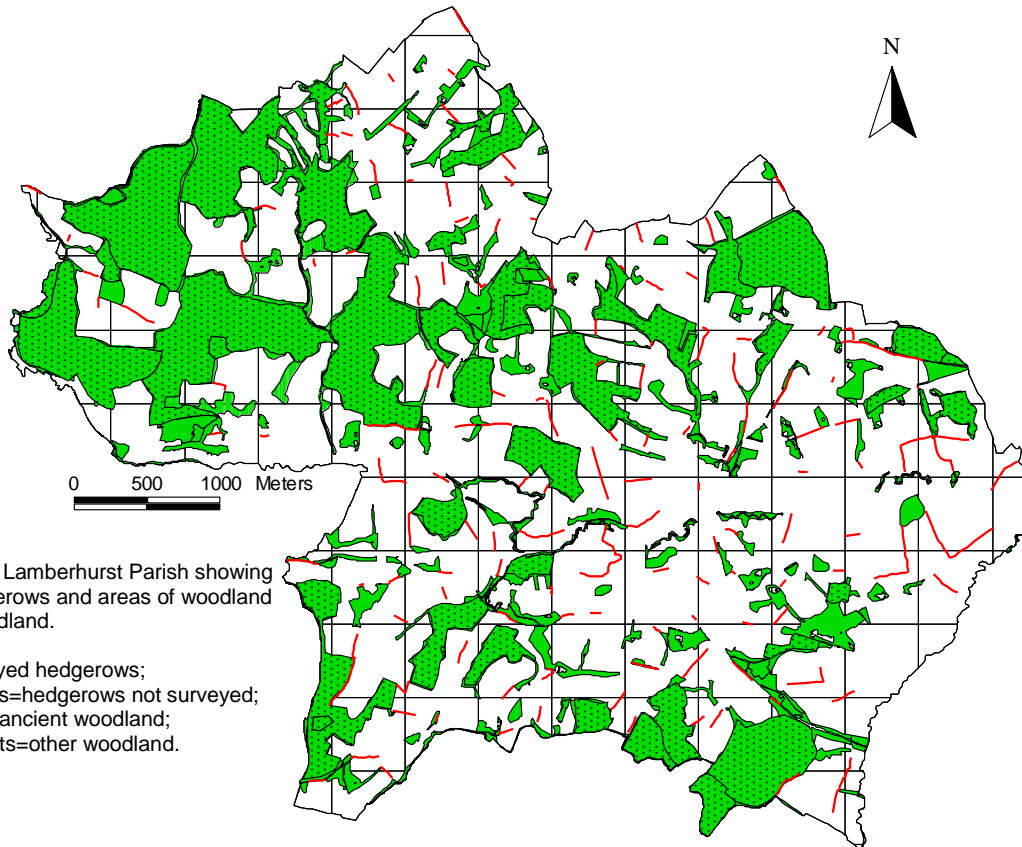 N
0 500 1000 Meters
Lamberhurst Parish showing
erows and areas of woodland
dland.
yed hedgerows;
s=hedgerows not surveyed;
ancient woodland;
ts=other woodland.